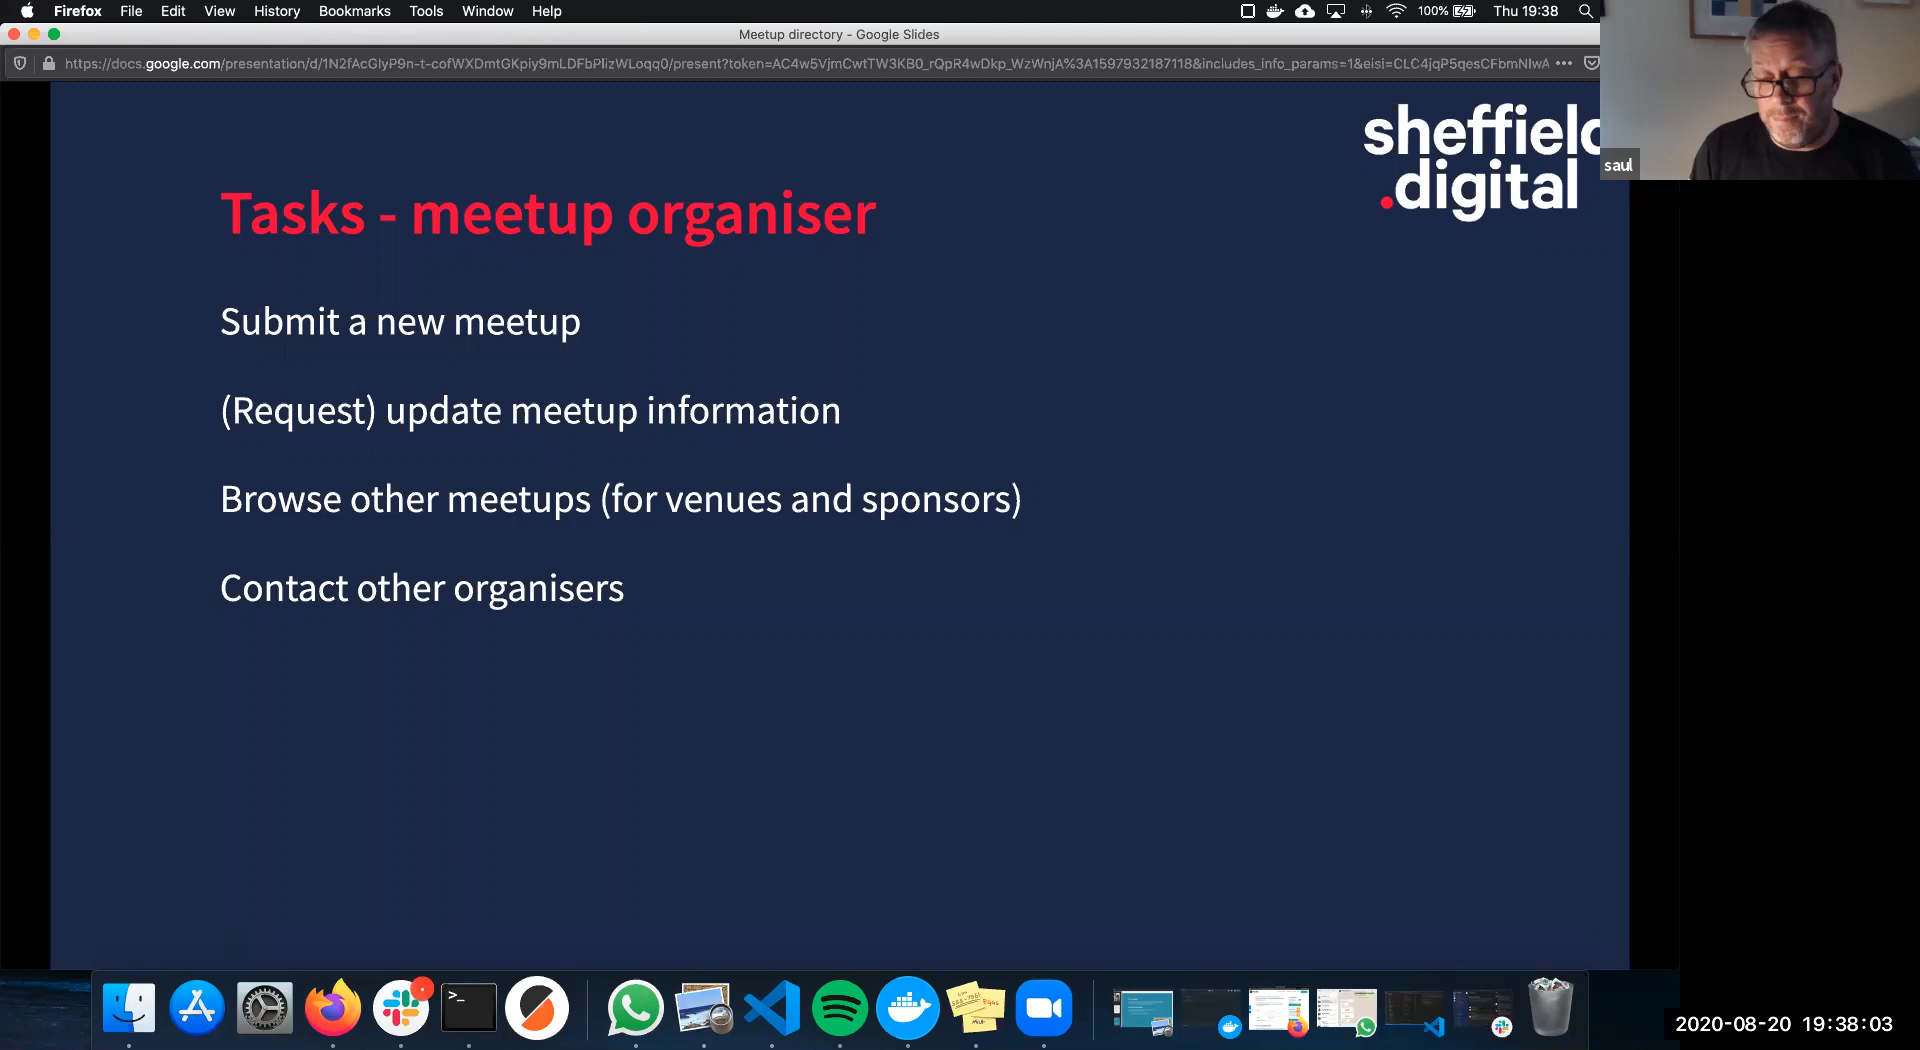 Firefox File Edit View History Bookmarks Tools Window Help 100% Thu 19:38
Meetup directory - Google Slides
https://docs.google.com/presentation/d/1N2fAcGlyP9n-t-cofWXDmtGKpiy9mLDFbPlizWLoqq0/present?token=AC4w5VjmCwtTW3KB0_rQpR4wDkp_WzWnjA%3A1597932187118&includes_info_params=1&eisi=CLC4jqP5qesCFbmNlwA
sheffield
.digital
saul
Tasks - meetup organiser
Submit a new meetup
(Request) update meetup information
Browse other meetups (for venues and sponsors)
Contact other organisers
2020-08-20 19:38:03